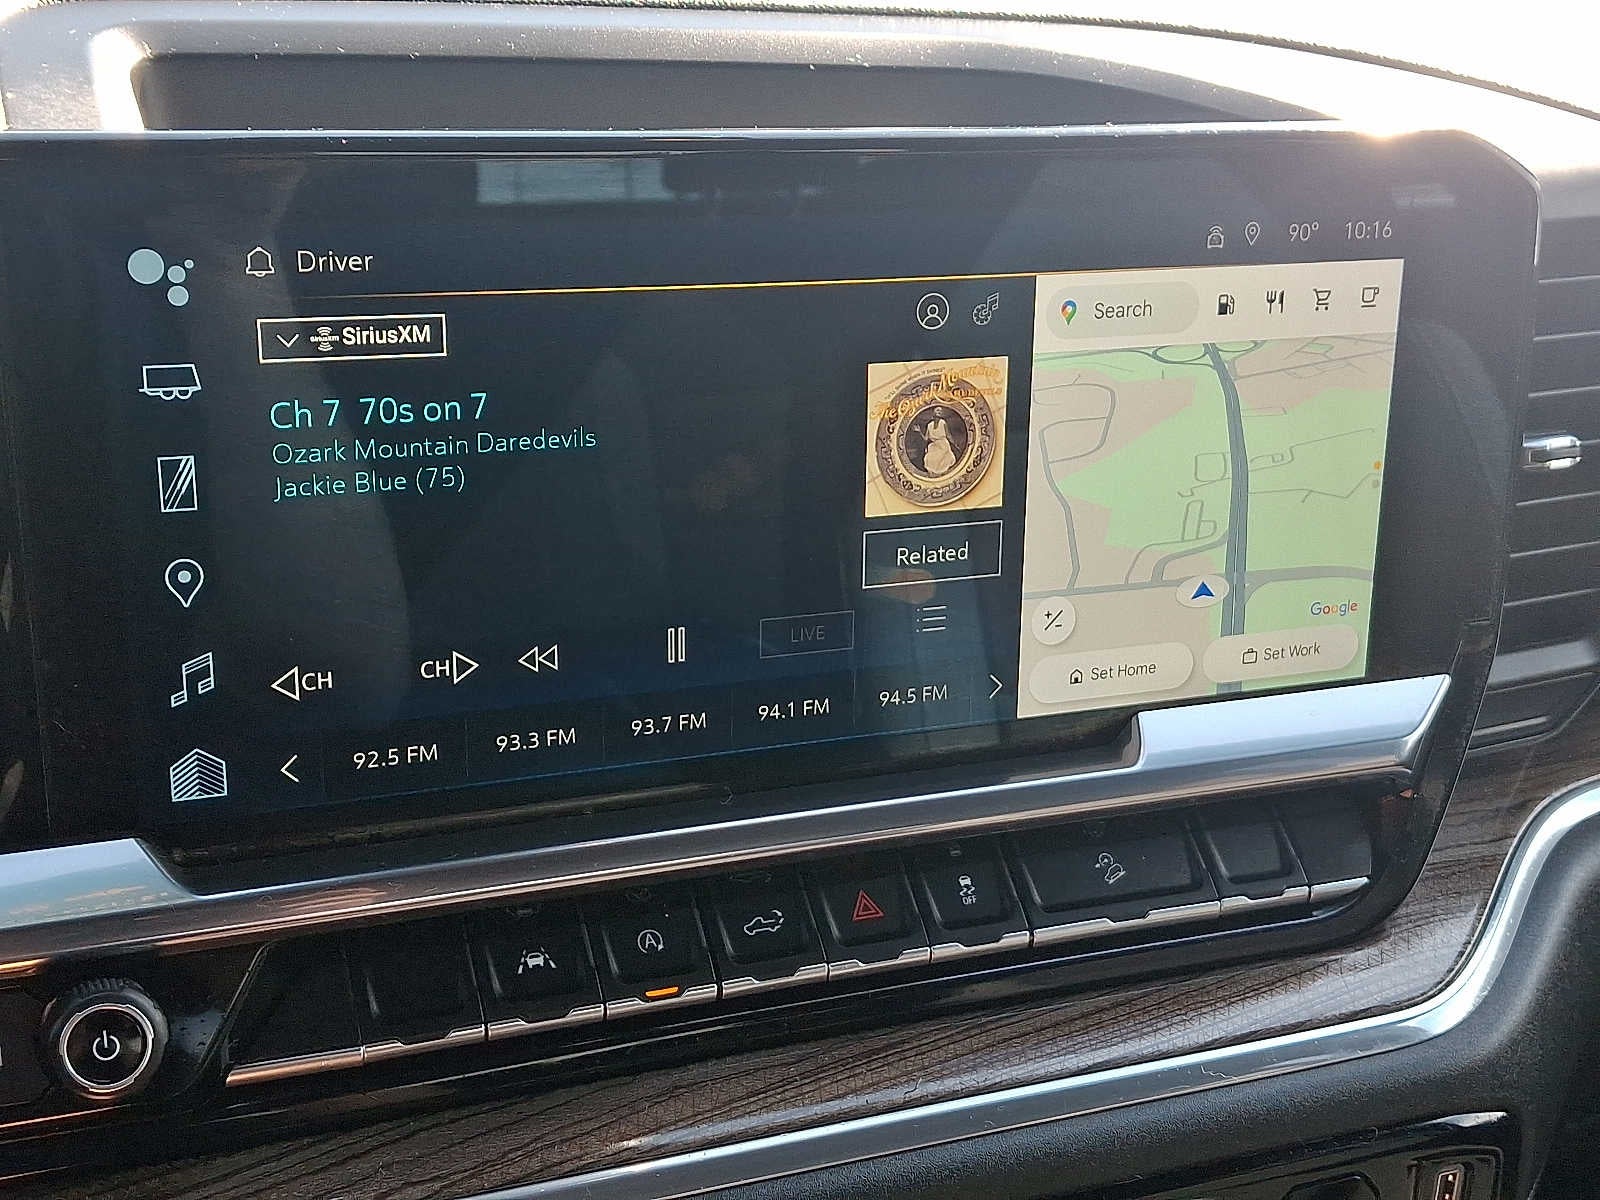 Driver
90° 10:16
SiriusXM
Search
Ch 7 70s on 7
Ozark Mountain Daredevils
Jackie Blue (75)
Related
LIVE
CH
CH
Google
Set Home
Set Work
92.5 FM
93.3 FM
93.7 FM
94.1 FM
94.5 FM
A
OFF